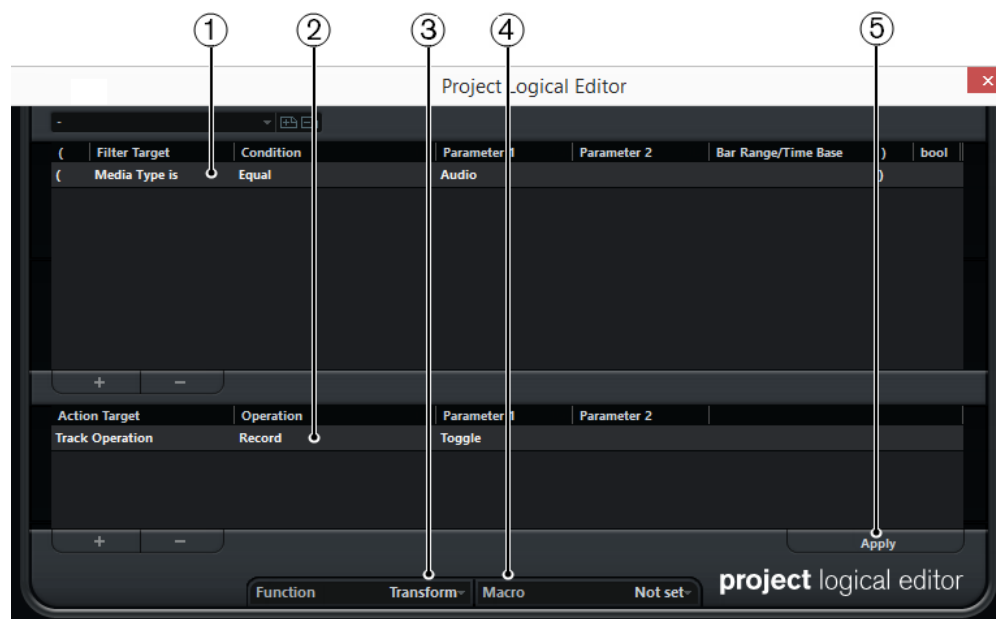 1 2 3 4 5
Project Logical Editor
-
( Filter Target Condition Parameter 1 Parameter 2 Bar Range/Time Base ) bool
( Media Type is Equal Audio )
+ −
Action Target Operation Parameter 1 Parameter 2
Track Operation Record Toggle
+ − Apply
Function Transform Macro Not set project logical editor